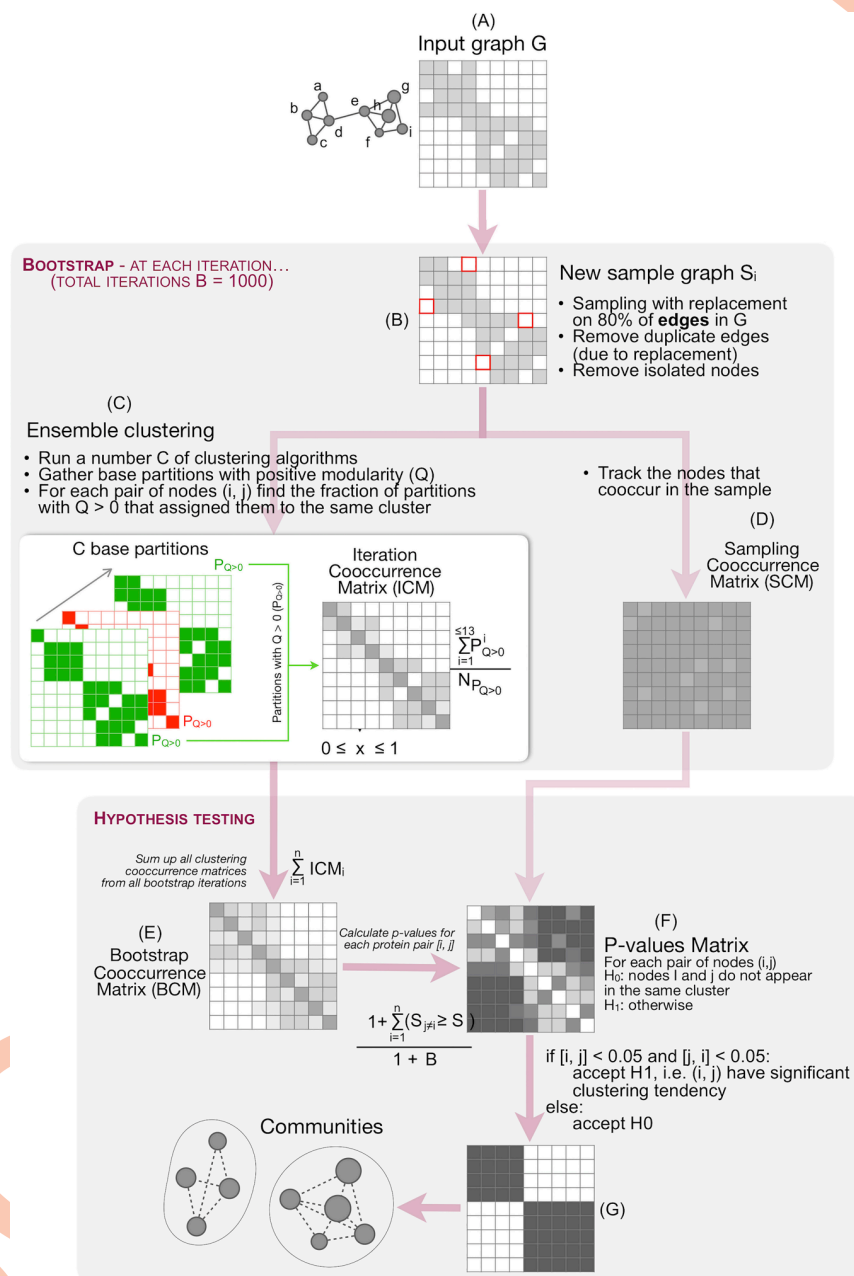 (A)
Input graph G
a
b
c
d
e
f
g
h
i
BOOTSTRAP - AT EACH ITERATION...
(TOTAL ITERATIONS B = 1000)
(B)
New sample graph Si
• Sampling with replacement
on 80% of edges in G
• Remove duplicate edges
(due to replacement)
• Remove isolated nodes
(C)
Ensemble clustering
• Run a number C of clustering algorithms
• Gather base partitions with positive modularity (Q)
• For each pair of nodes (i, j) find the fraction of partitions
with Q > 0 that assigned them to the same cluster
• Track the nodes that
cooccur in the sample
(D)
Sampling
Cooccurrence
Matrix (SCM)
C base partitions
PQ>0
PQ>0
PQ>0
Partitions with Q > 0 (PQ>0)
Iteration
Cooccurrence
Matrix (ICM)
≤13
∑PiQ>0
i=1
NPQ>0
0 ≤ x ≤ 1
HYPOTHESIS TESTING
Sum up all clustering
cooccurrence matrices
from all bootstrap iterations
n
∑ ICMi
i=1
(E)
Bootstrap
Cooccurrence
Matrix (BCM)
Calculate p-values for
each protein pair [i, j]
n
1+∑(Sj≠i ≥ S )
i=1
1 + B
(F)
P-values Matrix
For each pair of nodes (i,j)
H0: nodes I and j do not appear
in the same cluster
H1: otherwise
if [i, j] < 0.05 and [j, i] < 0.05:
accept H1, i.e. (i, j) have significant
clustering tendency
else:
accept H0
Communities
(G)